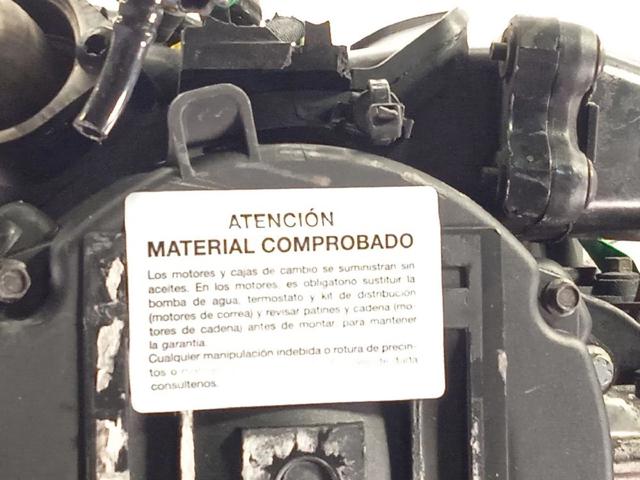 ATENCIÓN
MATERIAL COMPROBADO
Los motores y cajas de cambio se suministran sin
aceites. En los motores, es obligatorio sustituir la
bomba de agua, termostato y kit de distribución
(motores de correa) y revisar patines y cadena (mo-
tores de cadena) antes de montar para mantener
la garantía.
Cualquier manipulación indebida o rotura de precin-
tos o
consúltenos.